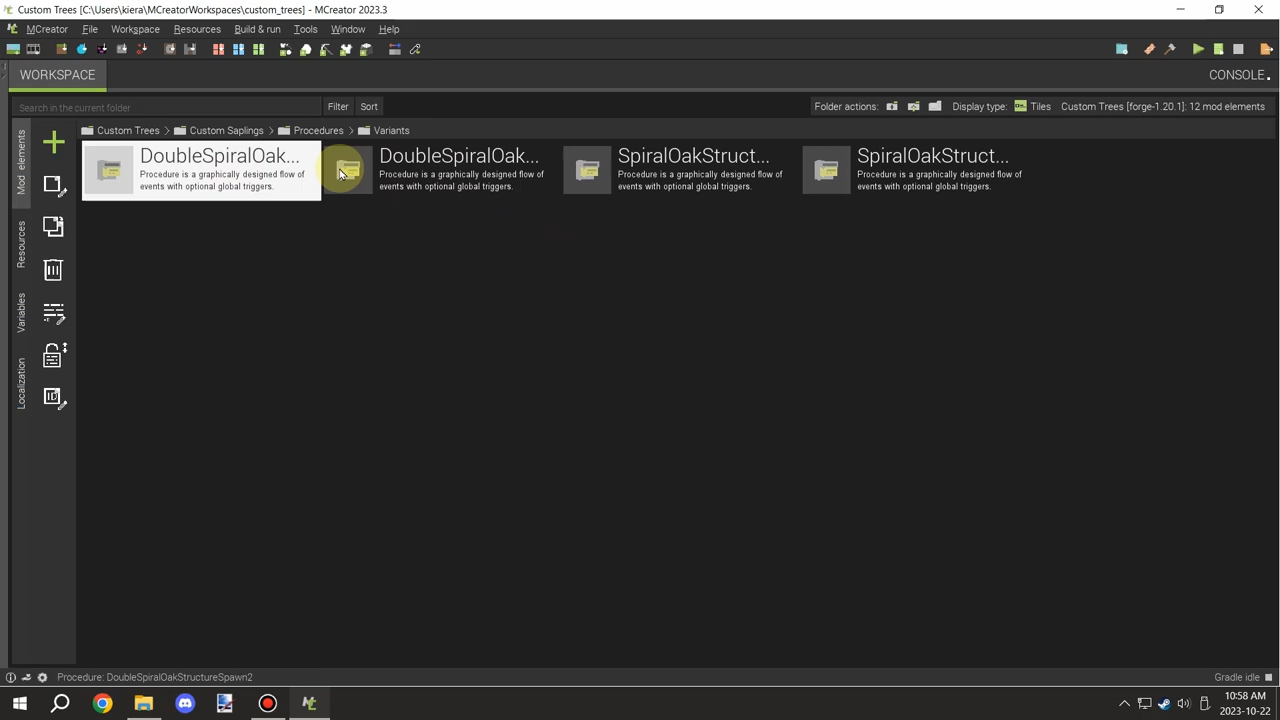 Custom Trees [C:\Users\kiera\MCreatorWorkspaces\custom_trees] - MCreator 2023.3
MCreator File Workspace Resources Build & run Tools Window Help
WORKSPACE
CONSONLE
Search in the current folder
Filter Sort
Folder actions: Display type: Tiles Custom Trees [forge-1.20.1]: 12 mod elements
Custom Trees Custom Saplings Procedures Variants
Mod elements
Resources
Variables
Localization
DoubleSpiralOak...
Procedure is a graphically designed flow of
events with optional global triggers.
DoubleSpiralOak...
Procedure is a graphically designed flow of
events with optional global triggers.
SpiralOakStruct...
Procedure is a graphically designed flow of
events with optional global triggers.
SpiralOakStruct...
Procedure is a graphically designed flow of
events with optional global triggers.
Procedure: DoubleSpiralOakStructureSpawn2
Gradle idle
10:58 AM
2023-10-22